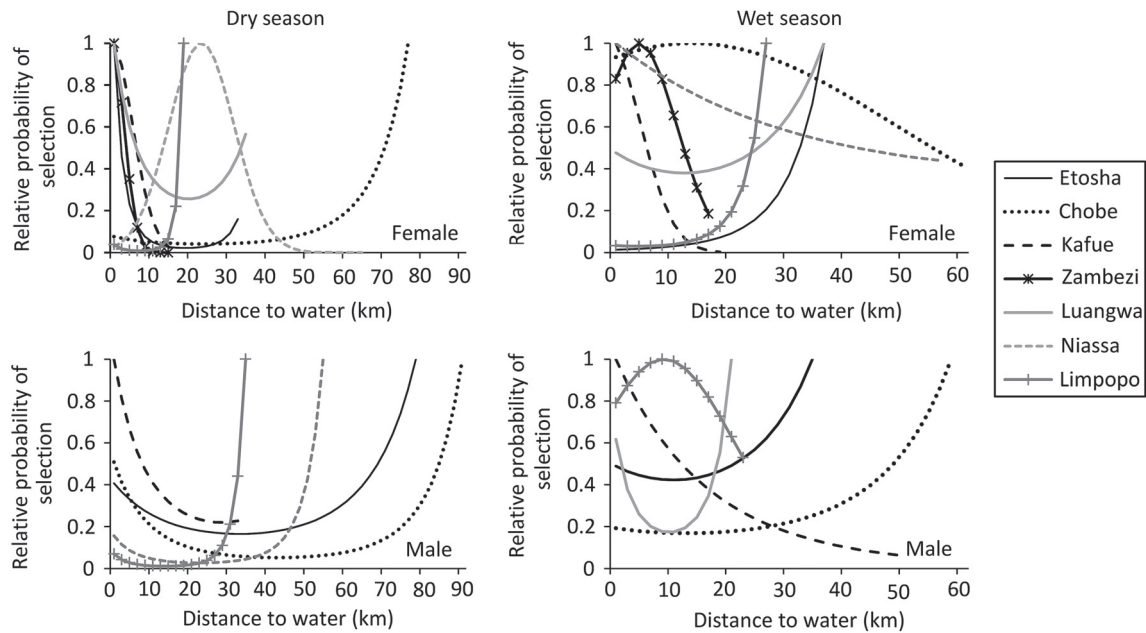 Dry season
Relative probability of
selection
1
0.8
0.6
0.4
0.2
0
Female
0 10 20 30 40 50 60 70 80 90
Distance to water (km)
Wet season
Relative probability of
selection
1
0.8
0.6
0.4
0.2
0
Female
0 10 20 30 40 50 60
Distance to water (km)
Relative probability of
selection
1
0.8
0.6
0.4
0.2
0
Male
0 10 20 30 40 50 60 70 80 90
Distance to water (km)
Relative probability of
selection
1
0.8
0.6
0.4
0.2
0
Male
0 10 20 30 40 50 60
Distance to water (km)
Etosha
Chobe
Kafue
Zambezi
Luangwa
Niassa
Limpopo